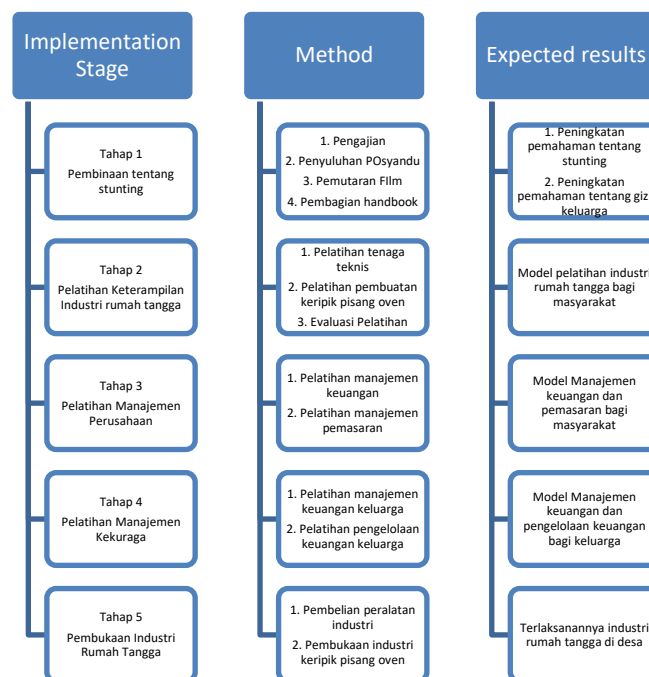 Implementation
Stage
Tahap 1
Pembinaan tentang
stunting
Tahap 2
Pelatihan Keterampilan
Industri rumah tangga
Tahap 3
Pelatihan Manajemen
Perusahaan
Tahap 4
Pelatihan Manajemen
Kekuraga
Tahap 5
Pembukaan Industri
Rumah Tangga
Method
1. Pengajian
2. Penyuluhan POsyandu
3. Pemutaran FIlm
4. Pembagian handbook
1. Pelatihan tenaga
teknis
2. Pelatihan pembuatan
keripik pisang oven
3. Evaluasi Pelatihan
1. Pelatihan manajemen
keuangan
2. Pelatihan manajemen
pemasaran
1. Pelatihan manajemen
keuangan keluarga
2. Pelatihan pengelolaan
keuangan keluarga
1. Pembelian peralatan
industri
2. Pembukaan industri
keripik pisang oven
Expected results
1. Peningkatan
pemahaman tentang
stunting
2. Peningkatan
pemahaman tentang giz
keluarga
Model pelatihan industri
rumah tangga bagi
masyarakat
Model Manajemen
keuangan dan
pemasaran bagi
masyarakat
Model Manajemen
keuangan dan
pengelolaan keuangan
bagi keluarga
Terlaksanannya industri
rumah tangga di desa